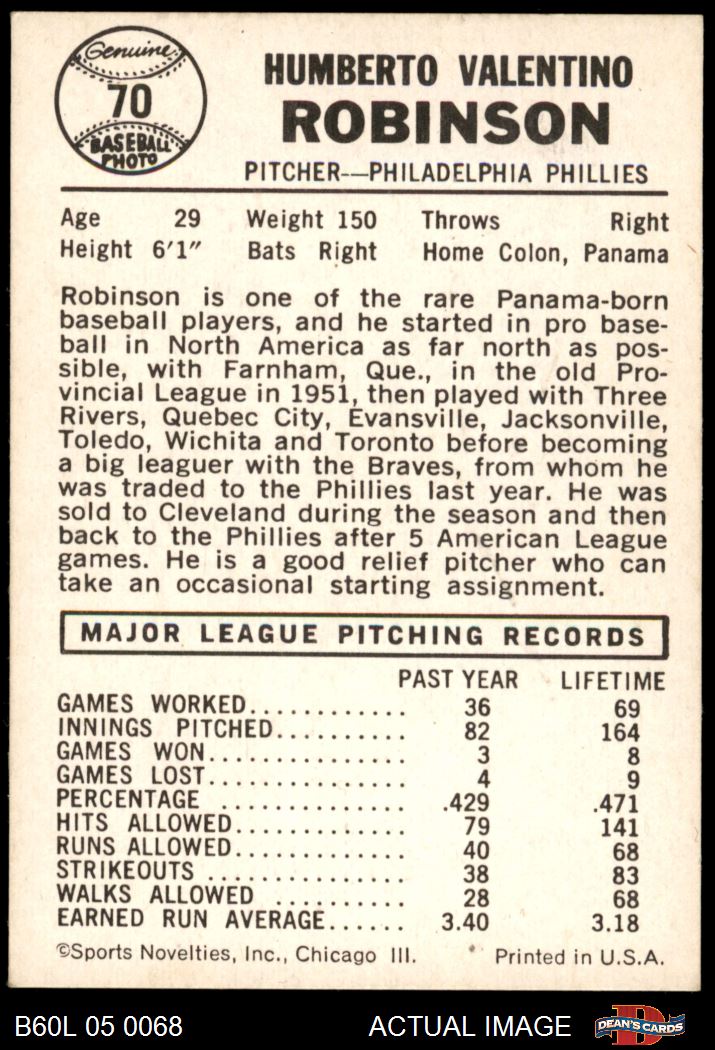 Genuine
70
BASEBALL
PHOTO
HUMBERTO VALENTINO
ROBINSON
PITCHER--PHILADELPHIA PHILLIES
Age 29 Weight 150 Throws Right
Height 6'1" Bats Right Home Colon, Panama
Robinson is one of the rare Panama-born
baseball players, and he started in pro base-
ball in North America as far north as pos-
sible, with Farnham, Que., in the old Pro-
vincial League in 1951, then played with Three
Rivers, Quebec City, Evansville, Jacksonville,
Toledo, Wichita and Toronto before becoming
a big leaguer with the Braves, from whom he
was traded to the Phillies last year. He was
sold to Cleveland during the season and then
back to the Phillies after 5 American League
games. He is a good relief pitcher who can
take an occasional starting assignment.
MAJOR LEAGUE PITCHING RECORDS
PAST YEAR LIFETIME
GAMES WORKED............ 36 69
INNINGS PITCHED.......... 82 164
GAMES WON............... 3 8
GAMES LOST............... 4 9
PERCENTAGE .............. .429 .471
HITS ALLOWED............. 79 141
RUNS ALLOWED............. 40 68
STRIKEOUTS ............... 38 83
WALKS ALLOWED .......... 28 68
EARNED RUN AVERAGE...... 3.40 3.18
©Sports Novelties, Inc., Chicago Ill. Printed in U.S.A.
B60L 05 0068 ACTUAL IMAGE DEAN'S CARDS